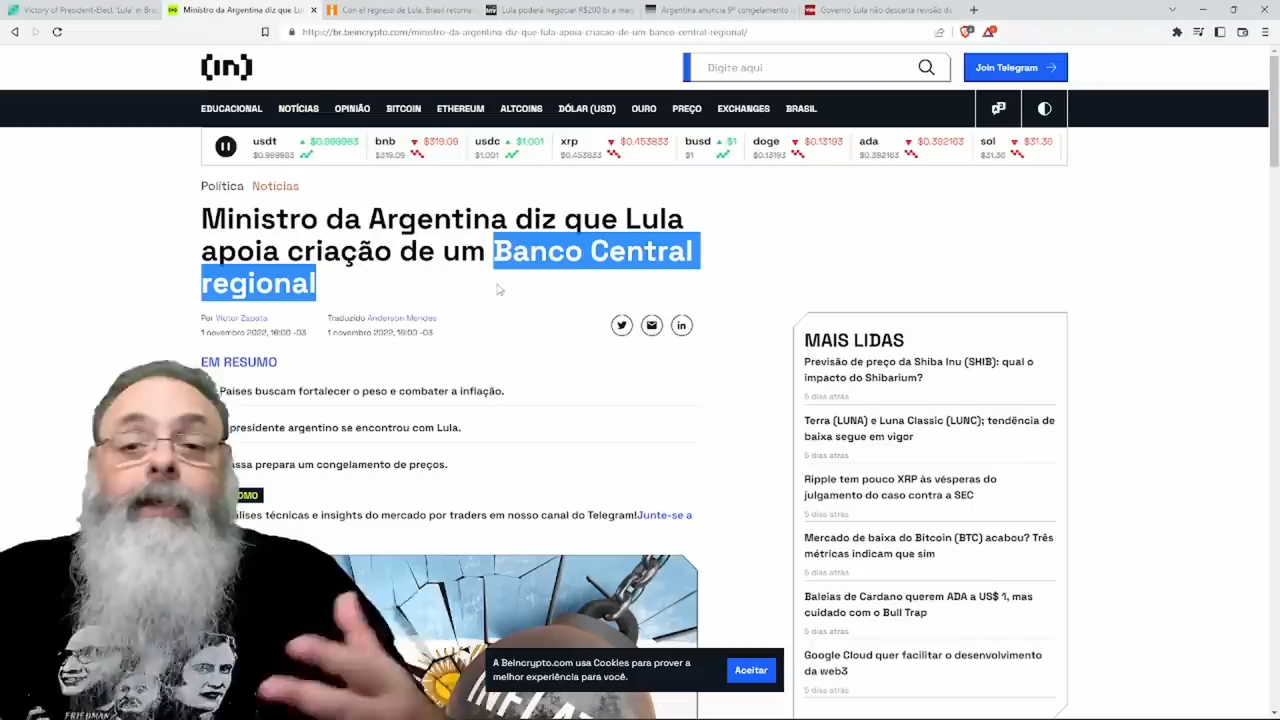 Victory of President-Elect 'Lula' in Braz
Ministro da Argentina diz que Lul
Con el regreso de Lula, Brasil retoma
Lula poderá negociar R$200 bi a mais
Argentina anuncia 9º congelamento
Governo Lula não descarta revisão de
https://br.beincrypto.com/ministro-da-argentina-diz-que-lula-apoia-criacao-de-um-banco-central-regional/
[in]
Digite aqui
Join Telegram
EDUCACIONAL NOTÍCIAS OPINIÃO BITCOIN ETHEREUM ALTCOINS DÓLAR (USD) OURO PREÇO EXCHANGES BRASIL
usdt $0.999983 bnb $319.09 usdc $1.001 xrp $0.453833 busd $1 doge $0.13193 ada $0.392163 sol $31.36
$0.999983 $319.09 $1.001 $0.453833 $1 $0.13193 $0.392163 $31.36
Política Notícias
Ministro da Argentina diz que Lula
apoia criação de um Banco Central
regional
Por Victor Zapata
1 novembro 2022, 16:00 -03
Traduzido Anderson Mendes
1 novembro 2022, 16:00 -03
EM RESUMO
Países buscam fortalecer o peso e combater a inflação.
presidente argentino se encontrou com Lula.
assa prepara um congelamento de preços.
OMO
álises técnicas e insights do mercado por traders em nosso canal do Telegram!Junte-se a
INFLAT
A BeInCrypto.com usa Cookies para prover a
melhor experiência para você.
Aceitar
MAIS LIDAS
Previsão de preço da Shiba Inu (SHIB): qual o
impacto do Shibarium?
5 dias atrás
Terra (LUNA) e Luna Classic (LUNC); tendência de
baixa segue em vigor
5 dias atrás
Ripple tem pouco XRP às vésperas do
julgamento do caso contra a SEC
5 dias atrás
Mercado de baixa do Bitcoin (BTC) acabou? Três
métricas indicam que sim
5 dias atrás
Baleias de Cardano querem ADA a US$ 1, mas
cuidado com o Bull Trap
5 dias atrás
Google Cloud quer facilitar o desenvolvimento
da web3
5 dias atrás
FRIEDMAN